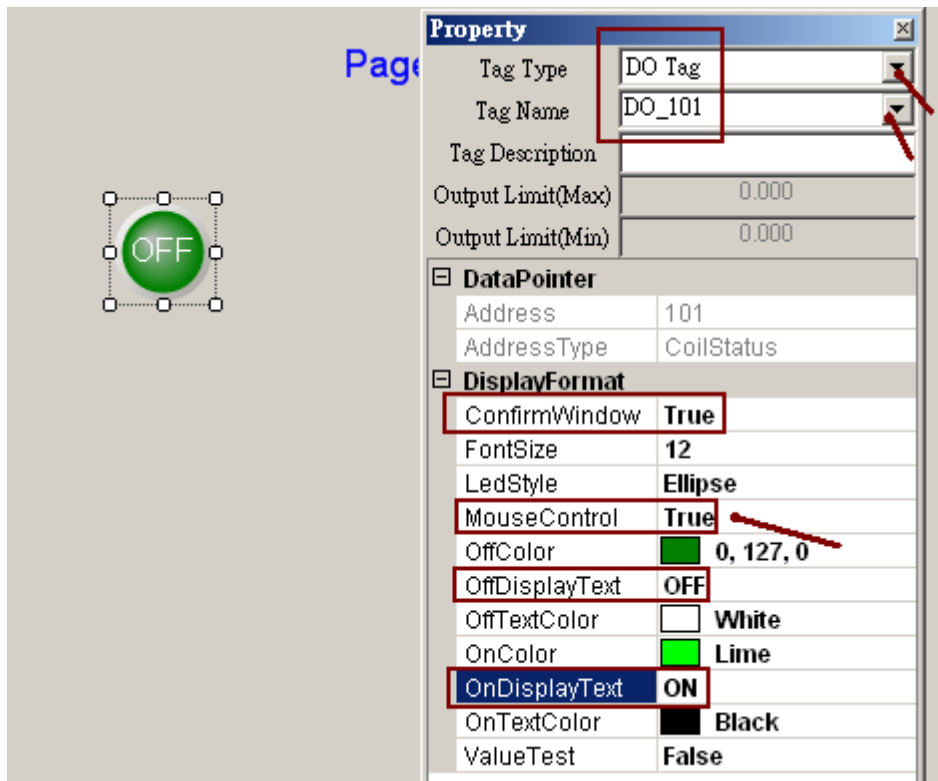 Property
Page
Tag Type DO Tag
Tag Name DO_101
Tag Description
Output Limit(Max) 0.000
Output Limit(Min) 0.000
OFF
DataPointer
Address 101
AddressType CoilStatus
DisplayFormat
ConfirmWindow True
FontSize 12
LedStyle Ellipse
MouseControl True
OffColor 0, 127, 0
OffDisplayText OFF
OffTextColor White
OnColor Lime
OnDisplayText ON
OnTextColor Black
ValueTest False